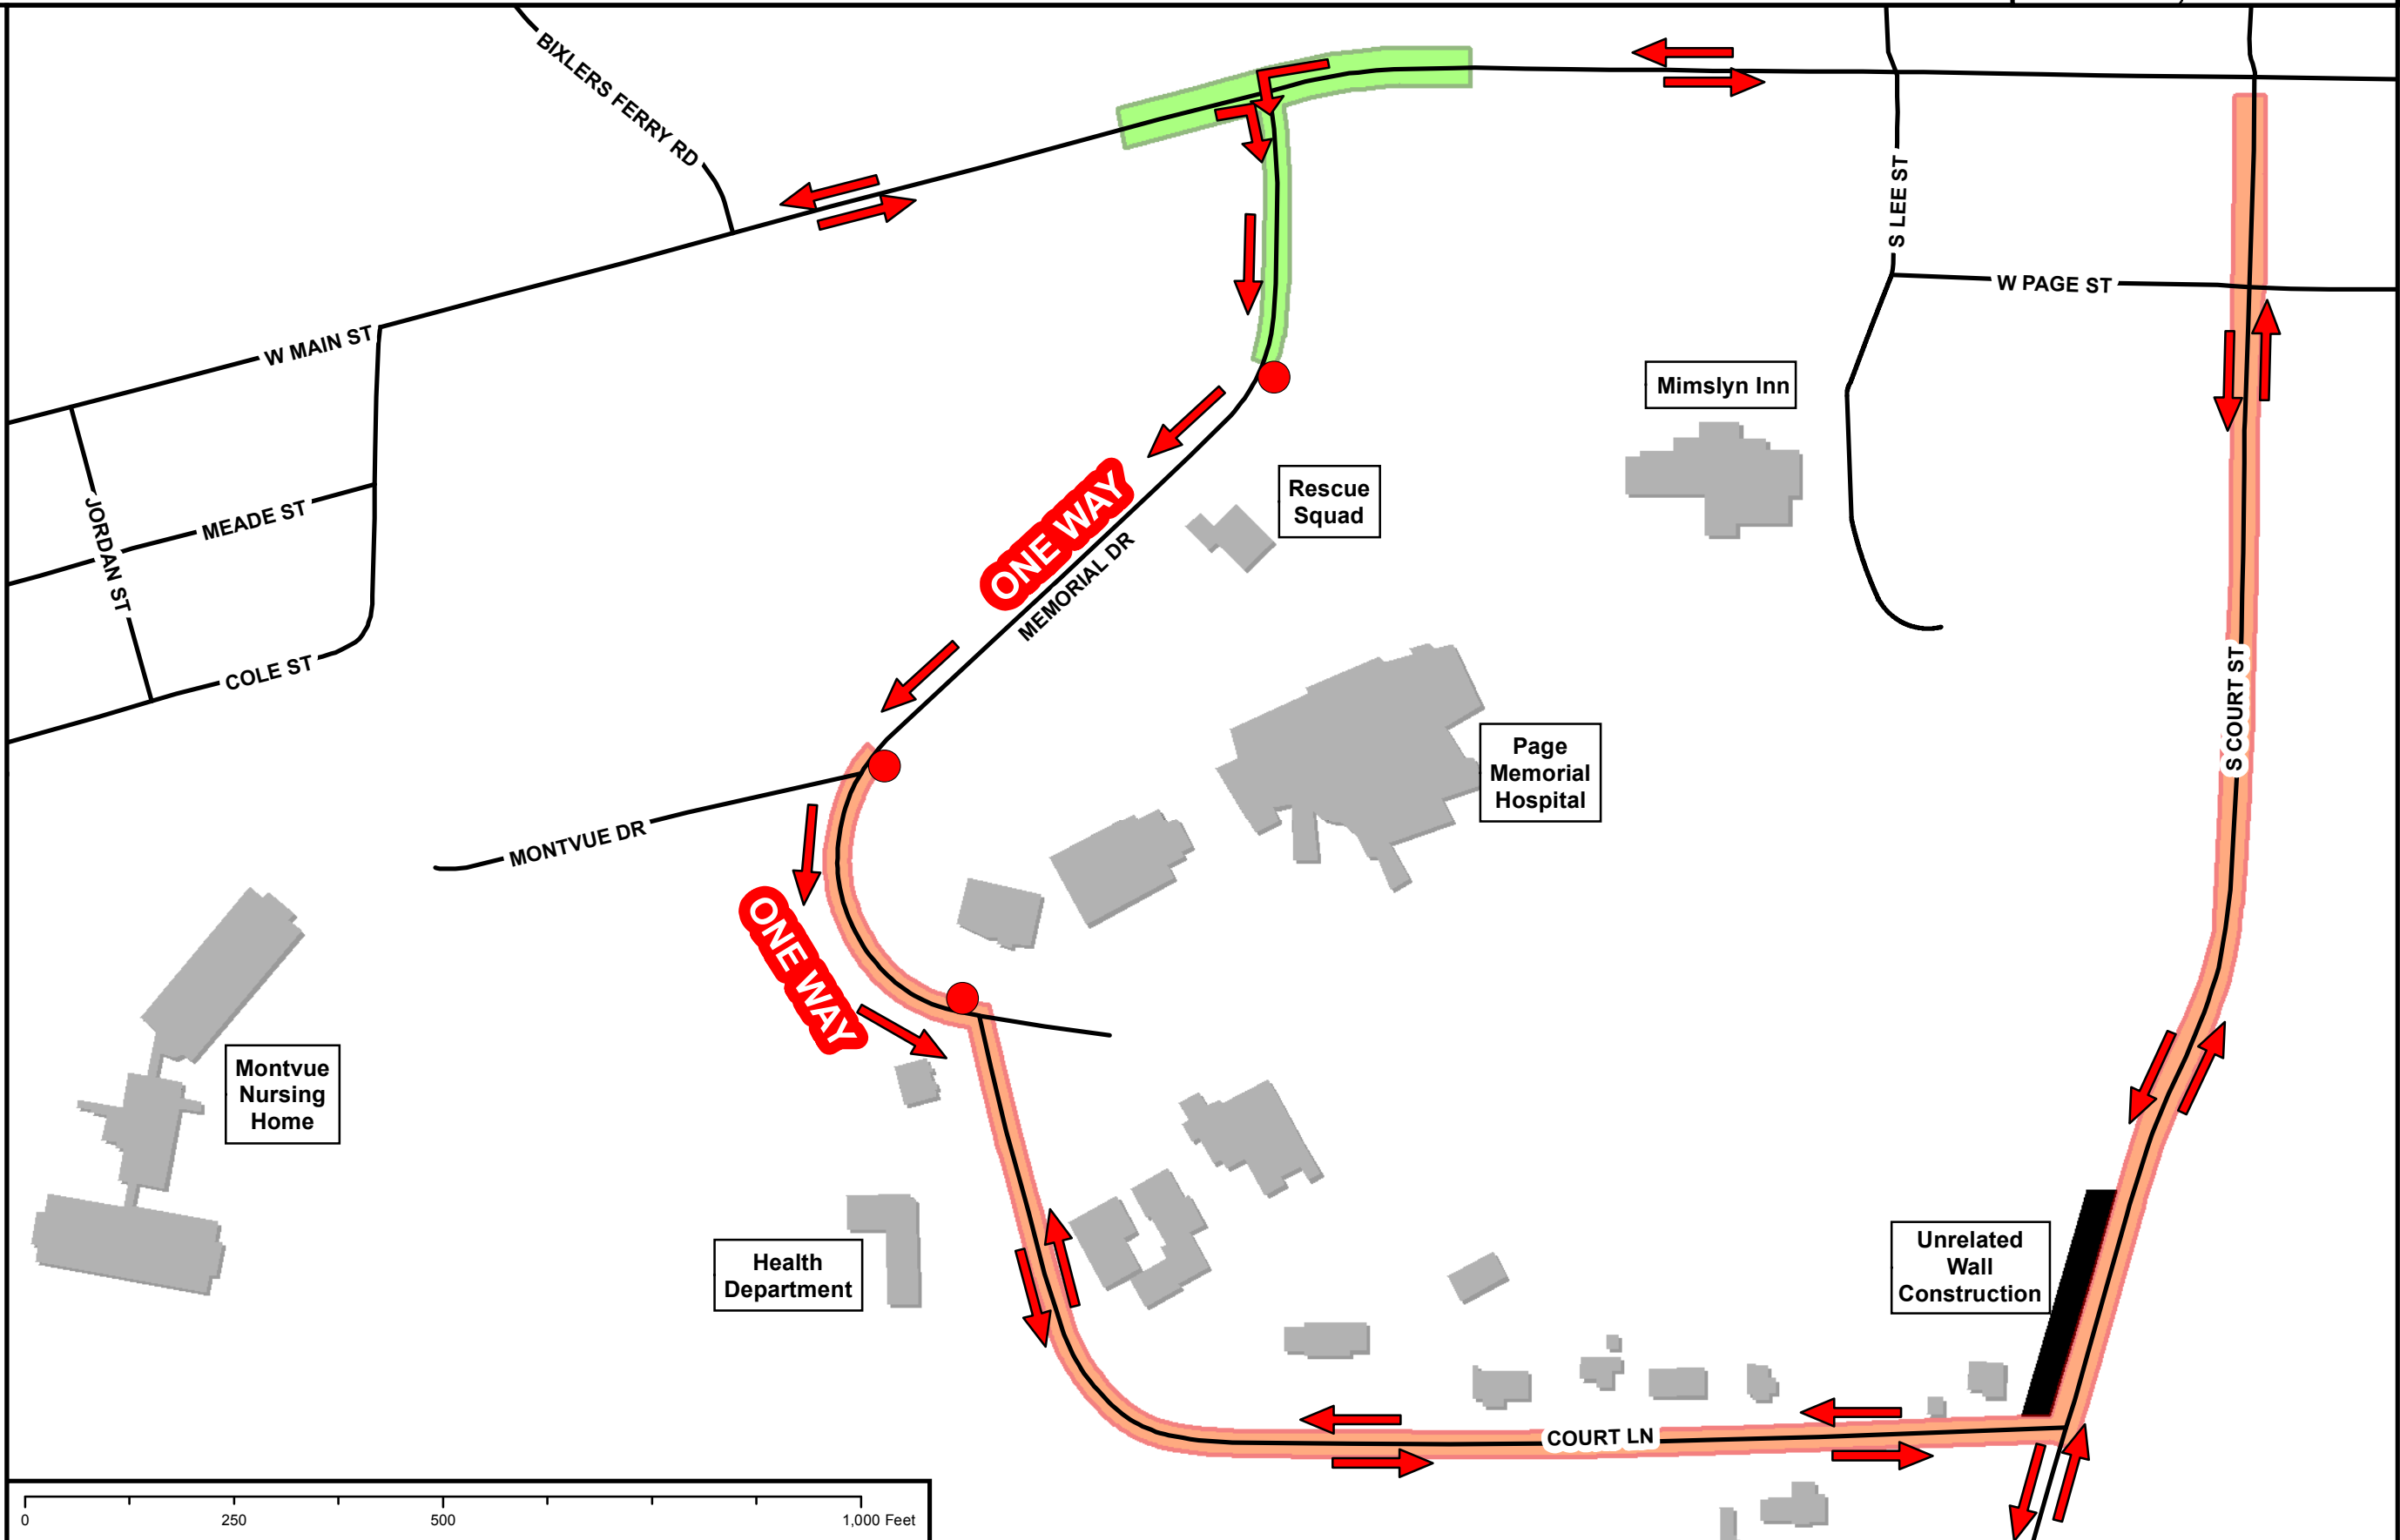 BIXLERS FERRY RD
S LEE ST
W PAGE ST
W MAIN ST
Mimslyn Inn
Rescue
Squad
ONE WAY
MEMORIAL DR
JORDAN ST
MEADE ST
COLE ST
S COURT ST
Page
Memorial
Hospital
MONTVUE DR
ONE WAY
Montvue
Nursing
Home
Health
Department
Unrelated
Wall
Construction
COURT LN
0 250 500 1,000 Feet